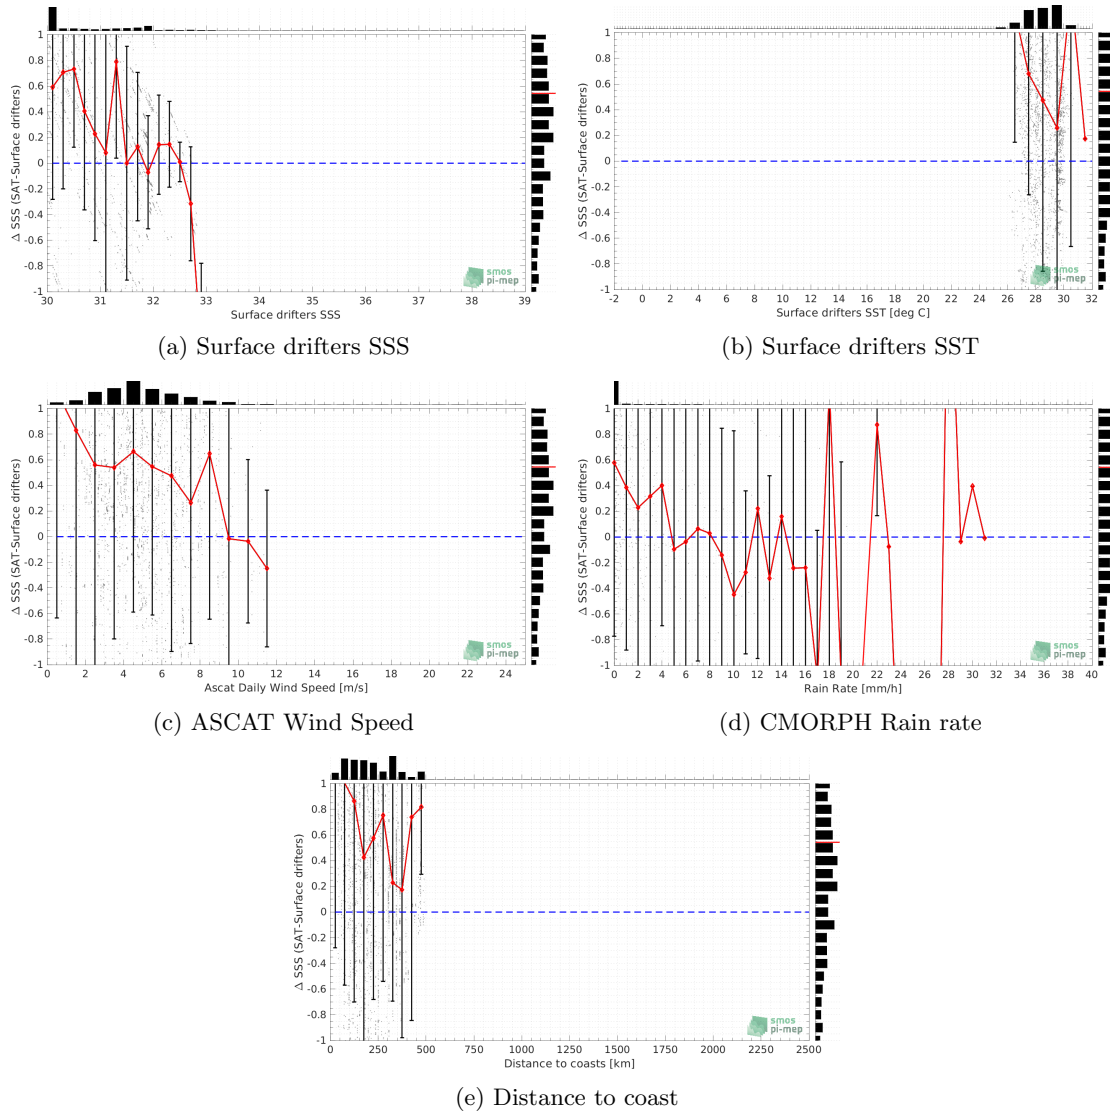 1
0.8
0.6
0.4
0.2
0
-0.2
-0.4
-0.6
-0.8
-1
Δ SSS (SAT-Surface drifters)
smos
pi-mep
30 31 32 33 34 35 36 37 38 39
Surface drifters SSS
(a) Surface drifters SSS
1
0.8
0.6
0.4
0.2
0
-0.2
-0.4
-0.6
-0.8
-1
Δ SSS (SAT-Surface drifters)
smos
pi-mep
-2 0 2 4 6 8 10 12 14 16 18 20 22 24 26 28 30 32
Surface drifters SST [deg C]
(b) Surface drifters SST
1
0.8
0.6
0.4
0.2
0
-0.2
-0.4
-0.6
-0.8
-1
Δ SSS (SAT-Surface drifters)
smos
pi-mep
0 2 4 6 8 10 12 14 16 18 20 22 24
Ascat Daily Wind Speed [m/s]
(c) ASCAT Wind Speed
1
0.8
0.6
0.4
0.2
0
-0.2
-0.4
-0.6
-0.8
-1
Δ SSS (SAT-Surface drifters)
smos
pi-mep
0 2 4 6 8 10 12 14 16 18 20 22 24 26 28 30 32 34 36 38 40
Rain Rate [mm/h]
(d) CMORPH Rain rate
1
0.8
0.6
0.4
0.2
0
-0.2
-0.4
-0.6
-0.8
-1
Δ SSS (SAT-Surface drifters)
smos
pi-mep
0 250 500 750 1000 1250 1500 1750 2000 2250 2500
Distance to coasts [km]
(e) Distance to coast